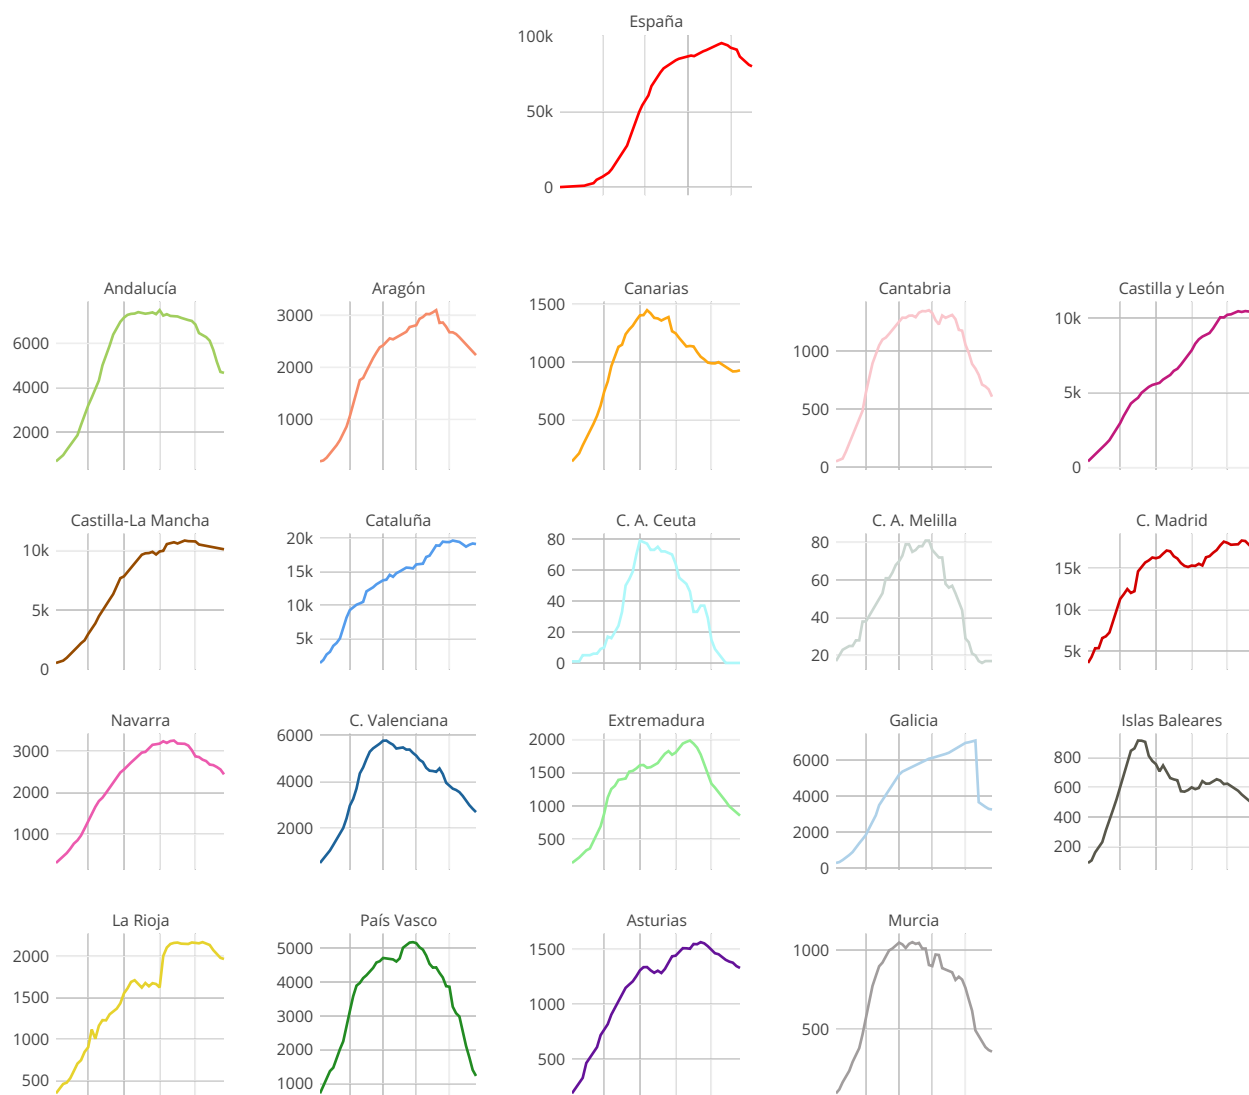 España
100k
50k
0
Andalucía
Aragón
Canarias
Cantabria
Castilla y León
6000
4000
2000
3000
2000
1000
1500
1000
500
1000
500
0
10k
5k
0
Castilla-La Mancha
Cataluña
C. A. Ceuta
C. A. Melilla
C. Madrid
10k
5k
0
20k
15k
10k
5k
80
60
40
20
0
80
60
40
20
15k
10k
5k
Navarra
C. Valenciana
Extremadura
Galicia
Islas Baleares
3000
2000
1000
6000
4000
2000
2000
1500
1000
500
6000
4000
2000
0
800
600
400
200
La Rioja
País Vasco
Asturias
Murcia
2000
1500
1000
500
5000
4000
3000
2000
1000
1500
1000
500
1000
500